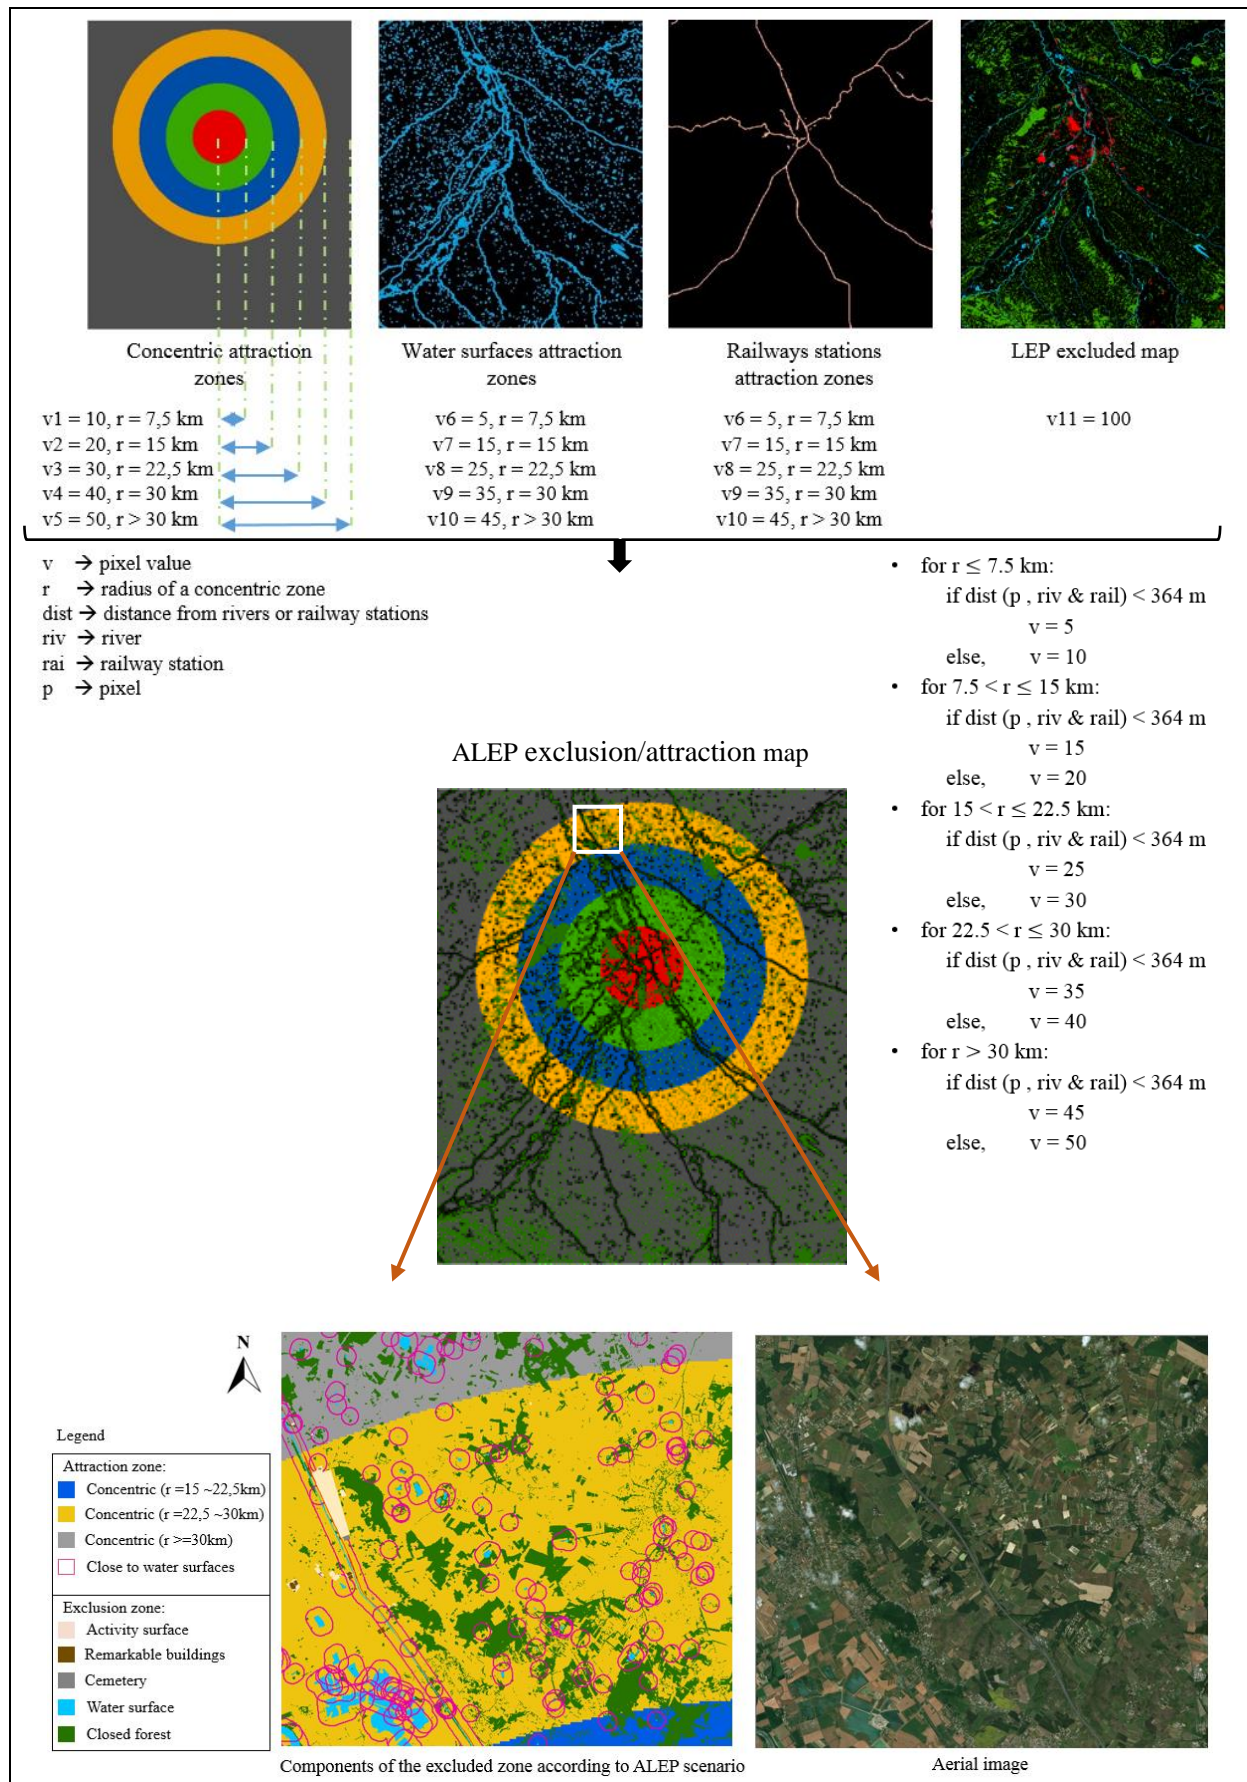 Concentric attraction
zones
Water surfaces attraction
zones
Railways stations
attraction zones
LEP excluded map
v1 = 10, r = 7,5 km
v2 = 20, r = 15 km
v3 = 30, r = 22,5 km
v4 = 40, r = 30 km
v5 = 50, r > 30 km
v6 = 5, r = 7,5 km
v7 = 15, r = 15 km
v8 = 25, r = 22,5 km
v9 = 35, r = 30 km
v10 = 45, r > 30 km
v6 = 5, r = 7,5 km
v7 = 15, r = 15 km
v8 = 25, r = 22,5 km
v9 = 35, r = 30 km
v10 = 45, r > 30 km
v11 = 100
v → pixel value
r → radius of a concentric zone
dist → distance from rivers or railway stations
riv → river
rai → railway station
p → pixel
• for r ≤ 7.5 km:
if dist (p , riv & rail) < 364 m
v = 5
else, v = 10
• for 7.5 < r ≤ 15 km:
if dist (p , riv & rail) < 364 m
v = 15
else, v = 20
• for 15 < r ≤ 22.5 km:
if dist (p , riv & rail) < 364 m
v = 25
else, v = 30
• for 22.5 < r ≤ 30 km:
if dist (p , riv & rail) < 364 m
v = 35
else, v = 40
• for r > 30 km:
if dist (p , riv & rail) < 364 m
v = 45
else, v = 50
ALEP exclusion/attraction map
N
Legend
Attraction zone:
Concentric (r =15 ~22,5km)
Concentric (r =22,5 ~30km)
Concentric (r >=30km)
Close to water surfaces
Exclusion zone:
Activity surface
Remarkable buildings
Cemetery
Water surface
Closed forest
Components of the excluded zone according to ALEP scenario
Aerial image